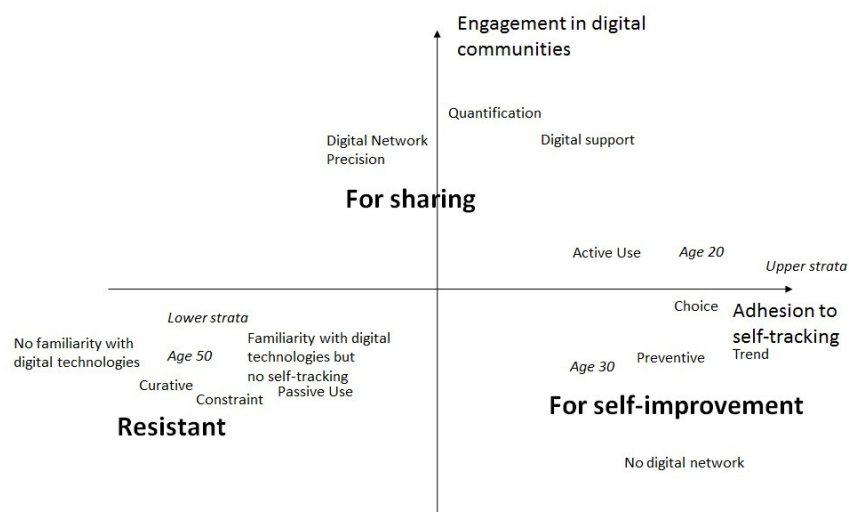 Engagement in digital
communities
Quantification
Digital Network
Precision
Digital support
For sharing
Active Use
Age 20
Upper strata
Choice
Adhesion to
self-tracking
Trend
Lower strata
No familiarity with
digital technologies
Age 50
Familiarity with digital
technologies but
no self-tracking
Preventive
Age 30
Curative
Constraint
Passive Use
Resistant
For self-improvement
No digital network